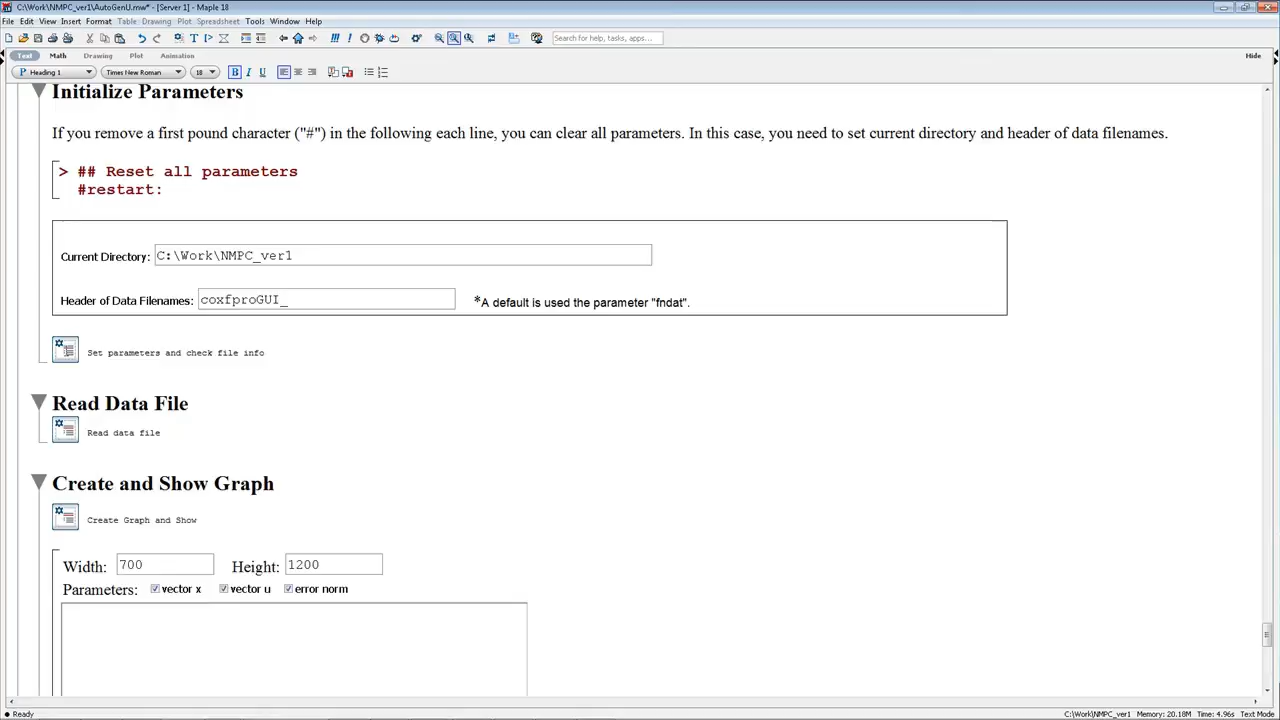 C:\Work\NMPC_ver1\AutoGenU.mw* - [Server 1] - Maple 18
File Edit View Insert Format Table Drawing Plot Spreadsheet Tools Window Help
Search for help, tasks, apps...
Text Math Drawing Plot Animation Hide
P Heading 1 Times New Roman 18 B I U
Initialize Parameters
If you remove a first pound character ("#") in the following each line, you can clear all parameters. In this case, you need to set current directory and header of data filenames.
> ## Reset all parameters
#restart:
Current Directory: C:\Work\NMPC_ver1
Header of Data Filenames: coxfproGUI_ *A default is used the parameter "fndat".
Set parameters and check file info
Read Data File
Read data file
Create and Show Graph
Create Graph and Show
Width: 700 Height: 1200
Parameters: vector x vector u error norm
Ready C:\Work\NMPC_ver1 Memory: 20.18M Time: 4.96s Text Mode